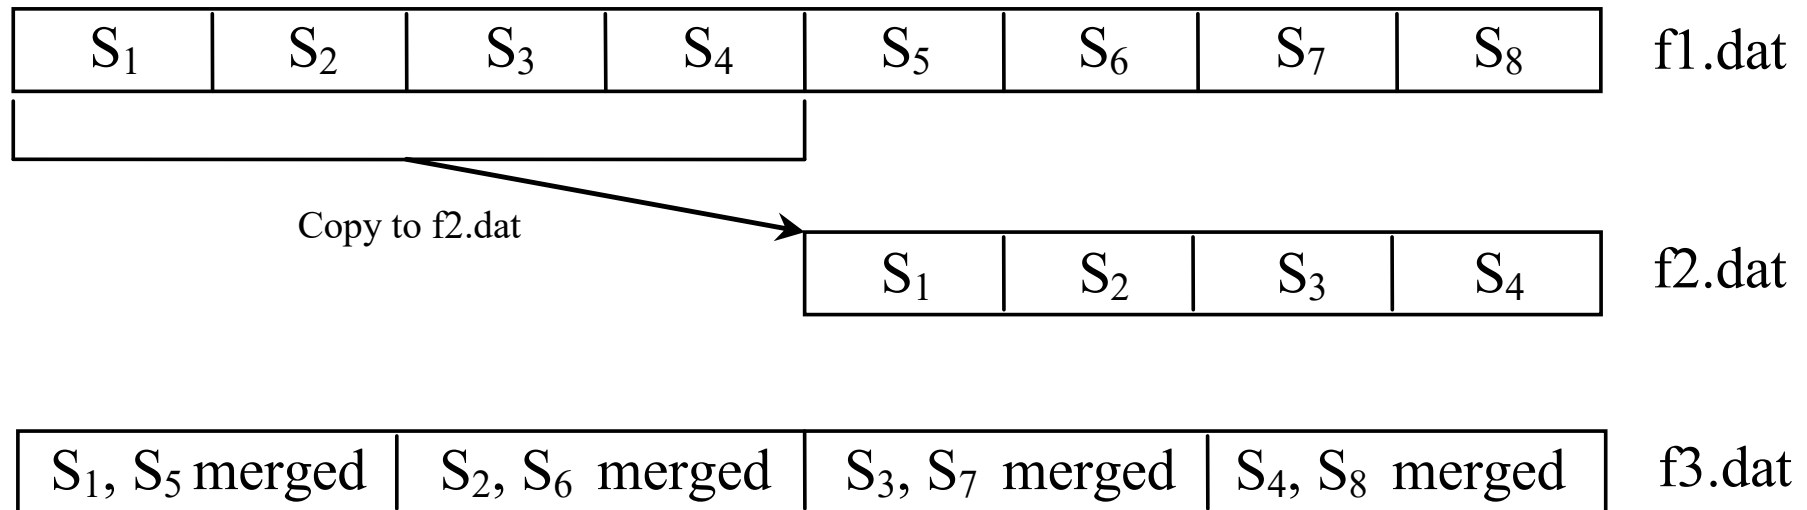 S₁ S₂ S₃ S₄ S₅ S₆ S₇ S₈ f1.dat
Copy to f2.dat
S₁ S₂ S₃ S₄ f2.dat
S₁, S₅ merged S₂, S₆ merged S₃, S₇ merged S₄, S₈ merged f3.dat